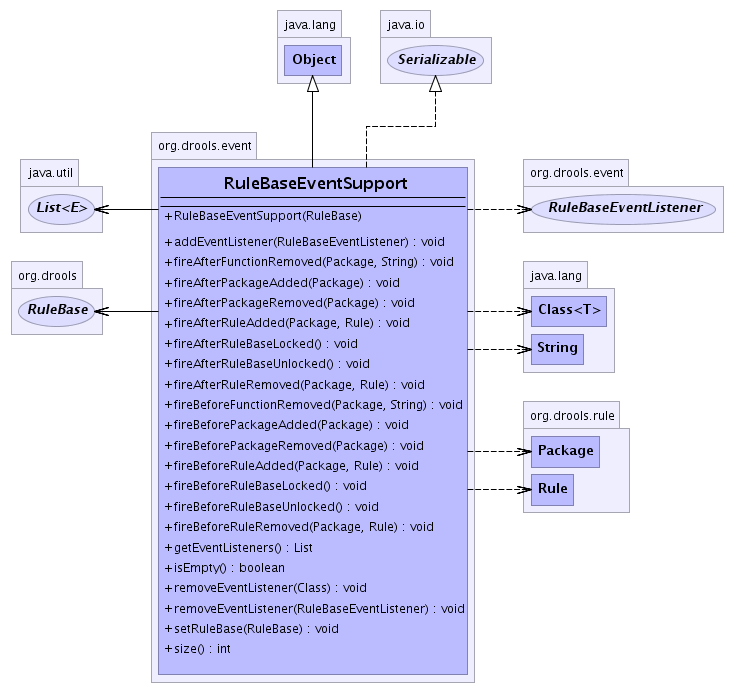 java.lang
Object
java.io
Serializable
org.drools.event
RuleBaseEventSupport
+RuleBaseEventSupport(RuleBase)
+addEventListener(RuleBaseEventListener) : void
+fireAfterFunctionRemoved(Package, String) : void
+fireAfterPackageAdded(Package) : void
+fireAfterPackageRemoved(Package) : void
+fireAfterRuleAdded(Package, Rule) : void
+fireAfterRuleBaseLocked() : void
+fireAfterRuleBaseUnlocked() : void
+fireAfterRuleRemoved(Package, Rule) : void
+fireBeforeFunctionRemoved(Package, String) : void
+fireBeforePackageAdded(Package) : void
+fireBeforePackageRemoved(Package) : void
+fireBeforeRuleAdded(Package, Rule) : void
+fireBeforeRuleBaseLocked() : void
+fireBeforeRuleBaseUnlocked() : void
+fireBeforeRuleRemoved(Package, Rule) : void
+getEventListeners() : List
+isEmpty() : boolean
+removeEventListener(Class) : void
+removeEventListener(RuleBaseEventListener) : void
+setRuleBase(RuleBase) : void
+size() : int
java.util
List<E>
org.drools
RuleBase
org.drools.event
RuleBaseEventListener
java.lang
Class<T>
String
org.drools.rule
Package
Rule